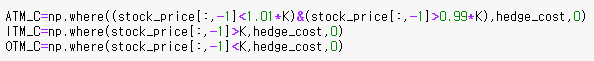 ATM_C=np.where((stock_price[:,-1]<1.01*K)&(stock_price[:,-1]>0.99*K),hedge_cost,0)
ITM_C=np.where(stock_price[:,-1]>K,hedge_cost,0)
OTM_C=np.where(stock_price[:,-1]<K,hedge_cost,0)